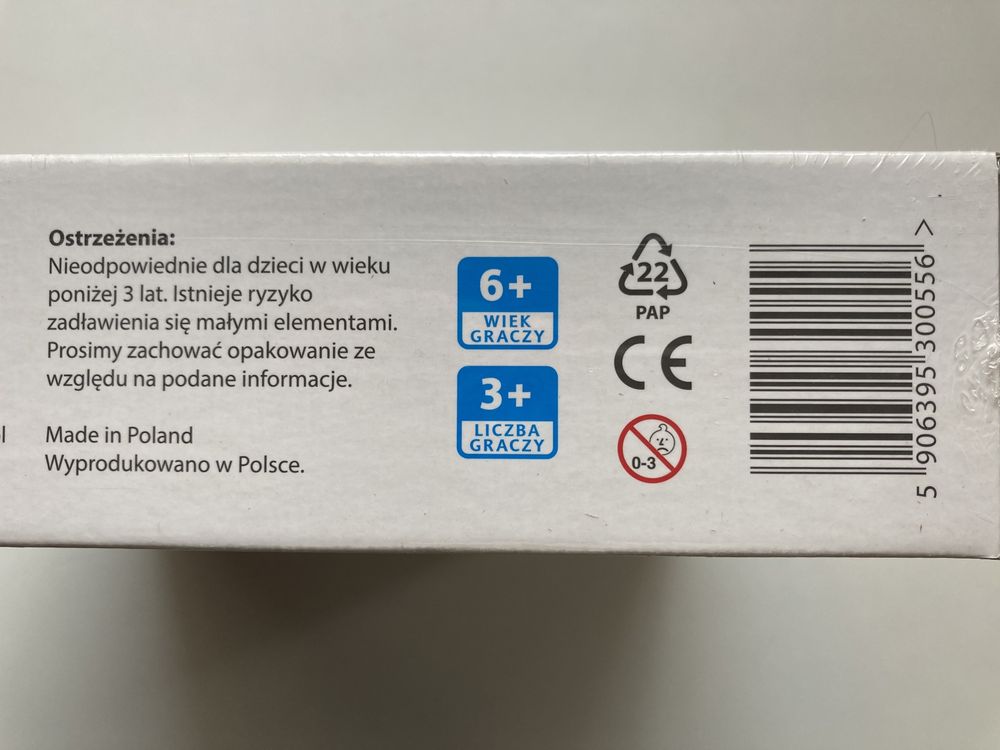 Ostrzeżenia:
Nieodpowiednie dla dzieci w wieku
poniżej 3 lat. Istnieje ryzyko
zadławienia się małymi elementami.
Prosimy zachować opakowanie ze
względu na podane informacje.
Made in Poland
Wyprodukowano w Polsce.
6+
WIEK
GRACZY
3+
LICZBA
GRACZY
22
PAP
CE
0-3
5 906395 300556 >